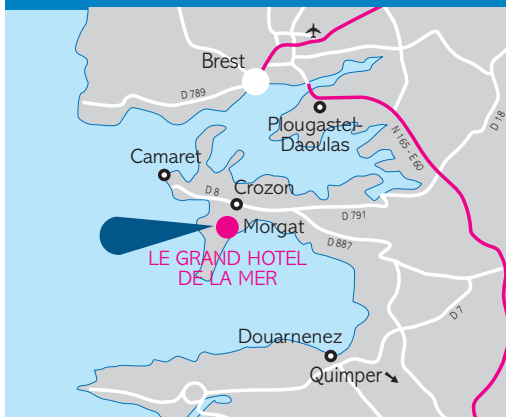 Brest
D 789
Plougastel-
Daoulas
N 165 - E 60
D 18
Camaret
D 8
Crozon
D 791
Morgat
D 887
LE GRAND HOTEL
DE LA MER
D 7
Douarnenez
Quimper